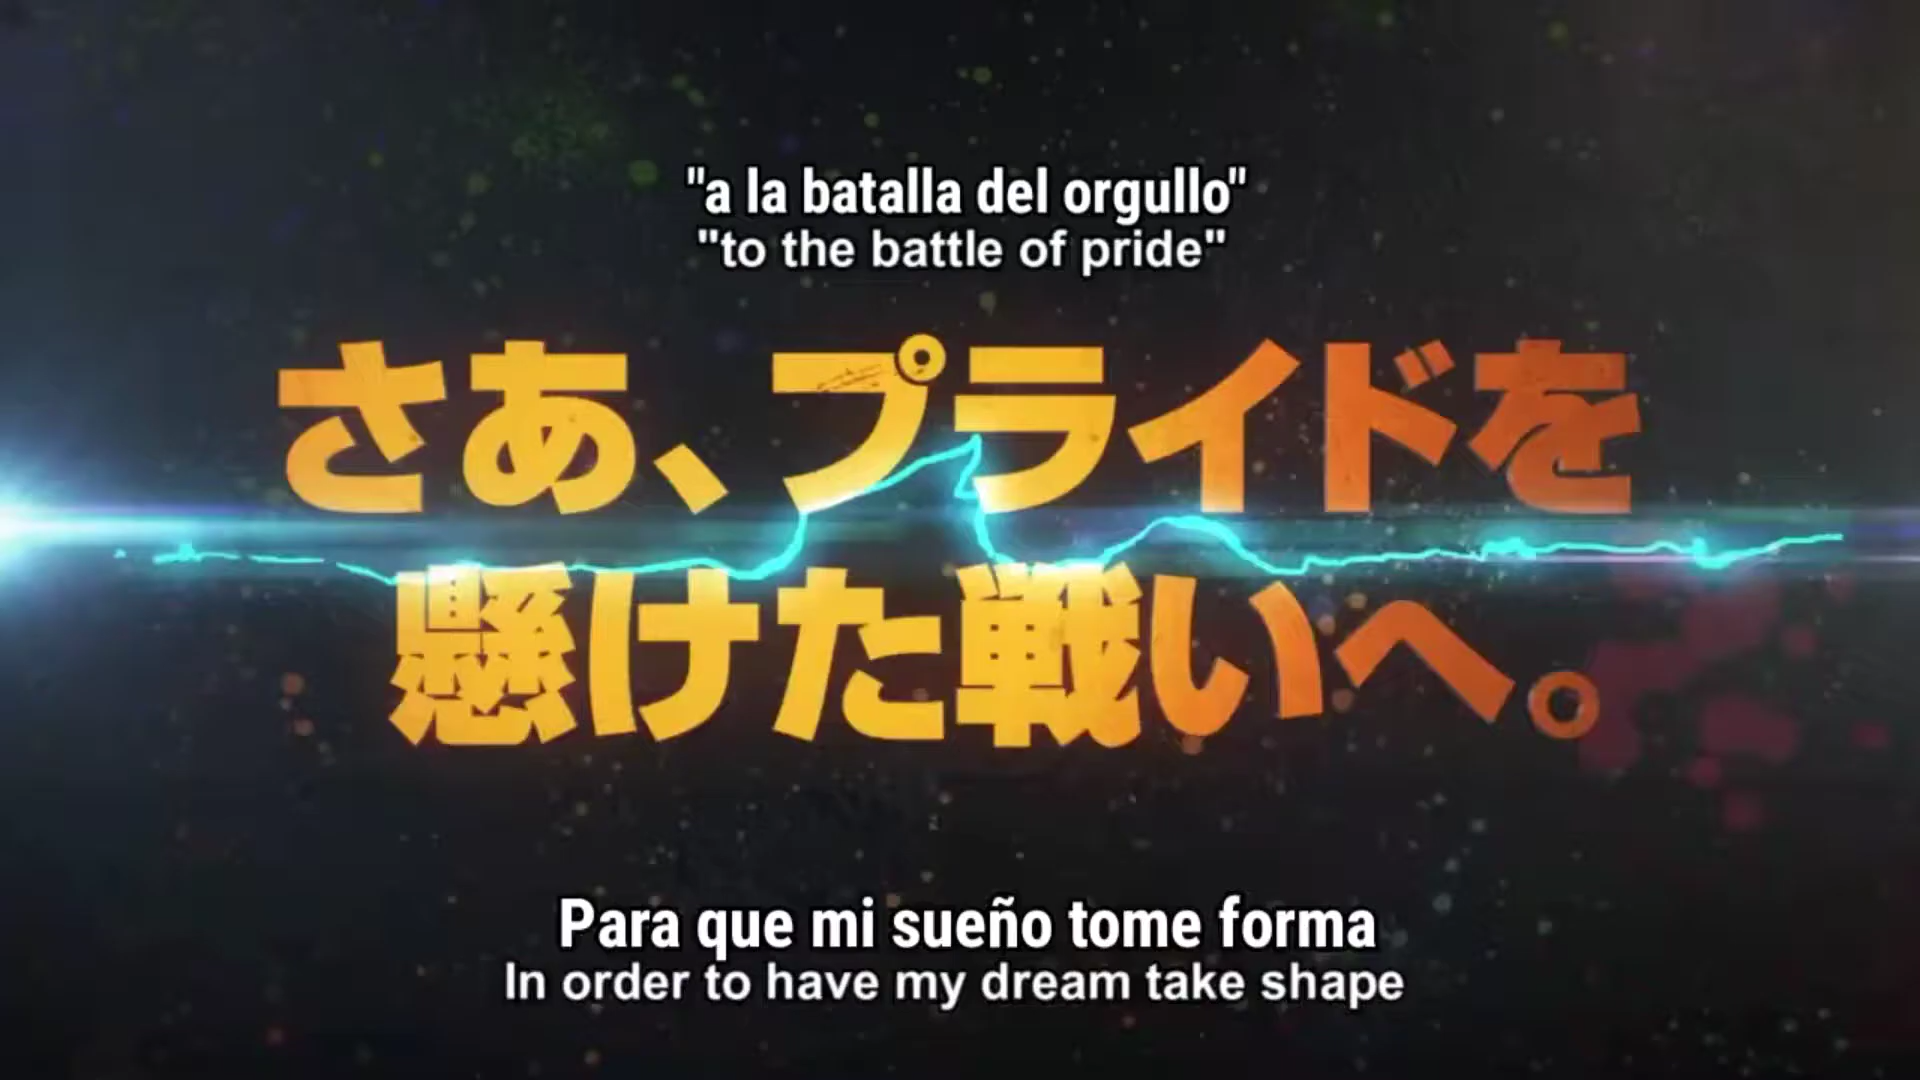 "a la batalla del orgullo"
"to the battle of pride"
さあ、プライドを
懸けた戦いへ。
Para que mi sueño tome forma
In order to have my dream take shape